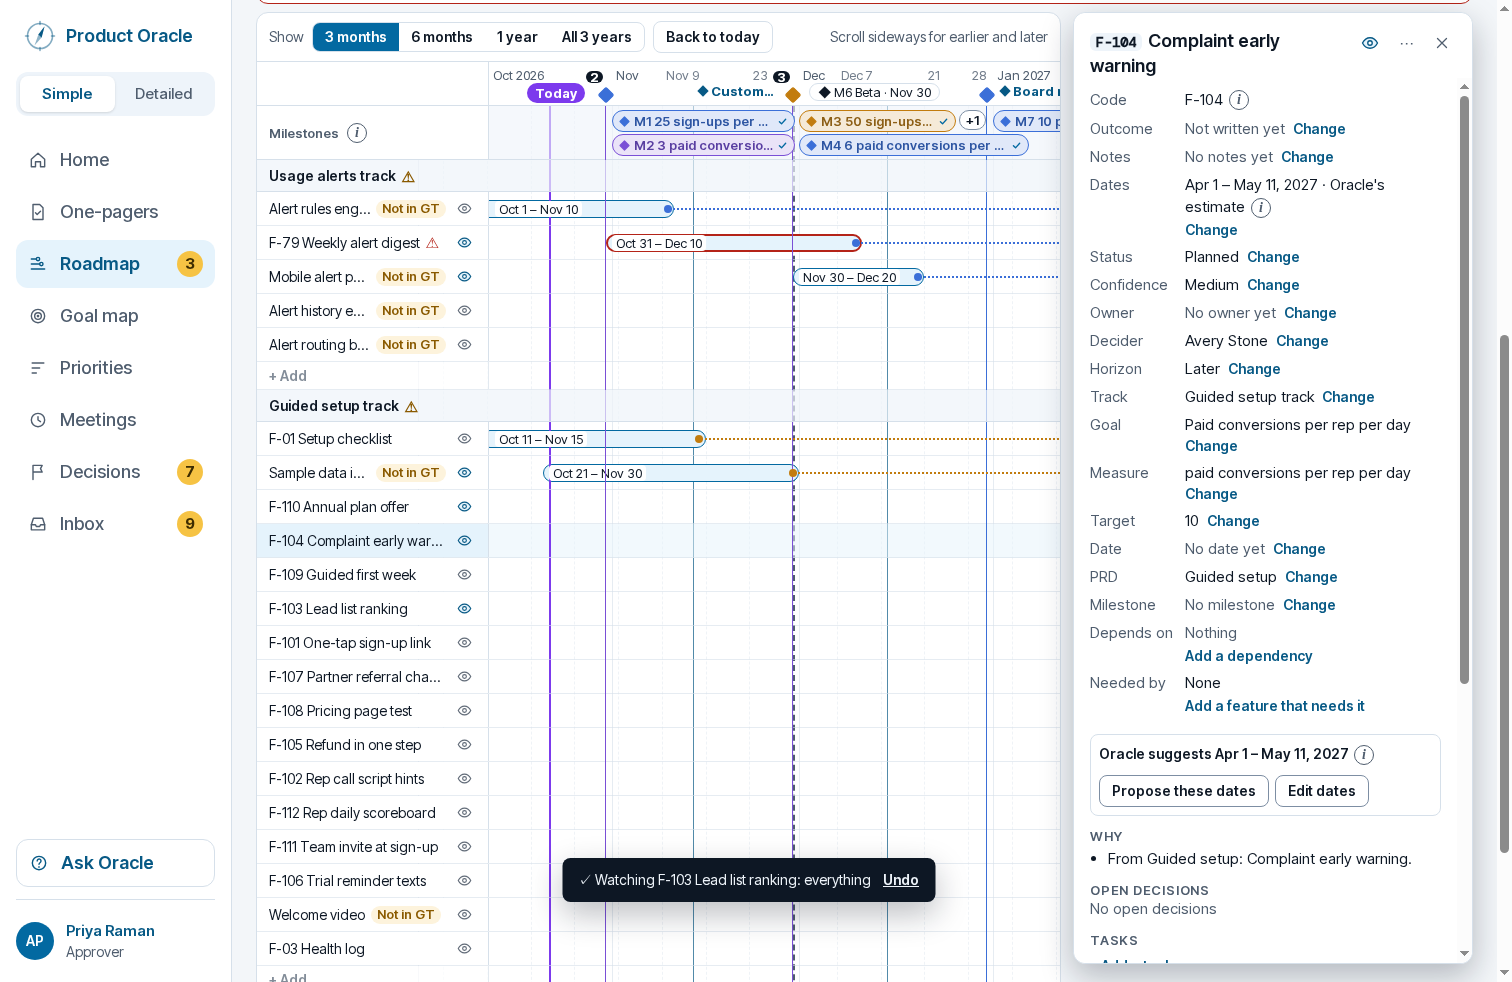 Product Oracle
Simple
Detailed
Home
One-pagers
Roadmap
3
Goal map
Priorities
Meetings
Decisions
7
Inbox
9
Ask Oracle
AP
Priya Raman
Approver
Show
3 months
6 months
1 year
All 3 years
Back to today
Scroll sideways for earlier and later
Oct 2026
2
Nov
Nov 9
23
3
Dec
Dec 7
21
28
Jan 2027
Today
Custom...
M6 Beta · Nov 30
Board
Milestones
i
M1 25 sign-ups per ...
M3 50 sign-ups...
+1
M7 10 p
M2 3 paid conversio...
M4 6 paid conversions per ...
Usage alerts track
Alert rules eng...
Not in GT
Oct 1 – Nov 10
F-79 Weekly alert digest
Oct 31 – Dec 10
Mobile alert p...
Not in GT
Nov 30 – Dec 20
Alert history e...
Not in GT
Alert routing b...
Not in GT
+ Add
Guided setup track
F-01 Setup checklist
Oct 11 – Nov 15
Sample data i...
Not in GT
Oct 21 – Nov 30
F-110 Annual plan offer
F-104 Complaint early war...
F-109 Guided first week
F-103 Lead list ranking
F-101 One-tap sign-up link
F-107 Partner referral cha...
F-108 Pricing page test
F-105 Refund in one step
F-102 Rep call script hints
F-112 Rep daily scoreboard
F-111 Team invite at sign-up
F-106 Trial reminder texts
Welcome video
Not in GT
F-03 Health log
+ Add
✓ Watching F-103 Lead list ranking: everything
Undo
F-104 Complaint early
warning
Code
F-104
i
Outcome
Not written yet
Change
Notes
No notes yet
Change
Dates
Apr 1 – May 11, 2027 · Oracle's
estimate
i
Change
Status
Planned
Change
Confidence
Medium
Change
Owner
No owner yet
Change
Decider
Avery Stone
Change
Horizon
Later
Change
Track
Guided setup track
Change
Goal
Paid conversions per rep per day
Change
Measure
paid conversions per rep per day
Change
Target
10
Change
Date
No date yet
Change
PRD
Guided setup
Change
Milestone
No milestone
Change
Depends on
Nothing
Add a dependency
Needed by
None
Add a feature that needs it
Oracle suggests Apr 1 – May 11, 2027
i
Propose these dates
Edit dates
WHY
• From Guided setup: Complaint early warning.
OPEN DECISIONS
No open decisions
TASKS